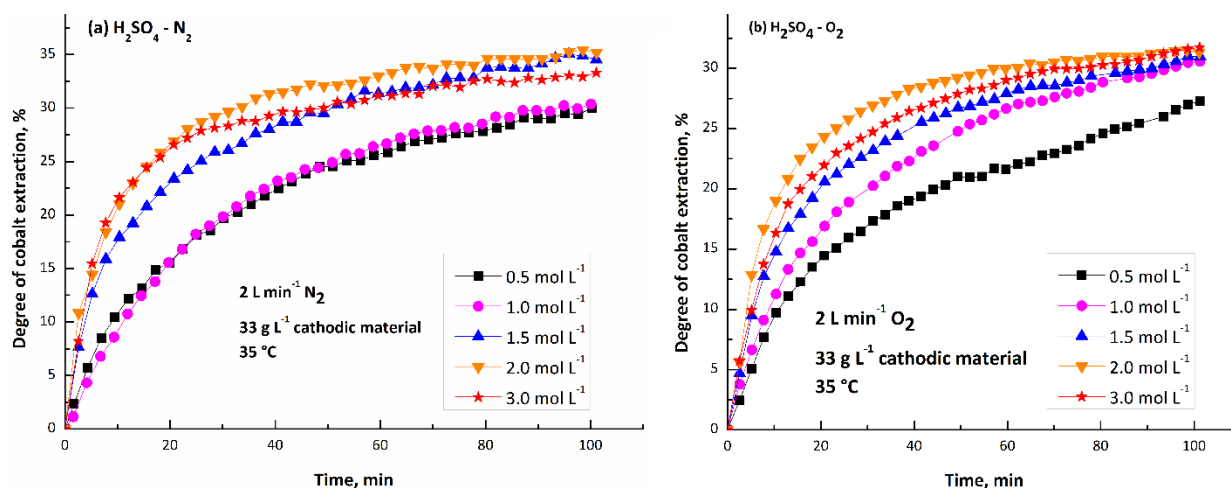 (a) H₂SO₄ - N₂
Degree of cobalt extraction, %
35
30
25
20
15
10
5
0
2 L min⁻¹ N₂
33 g L⁻¹ cathodic material
35 °C
0.5 mol L⁻¹
1.0 mol L⁻¹
1.5 mol L⁻¹
2.0 mol L⁻¹
3.0 mol L⁻¹
0 20 40 60 80 100
Time, min
(b) H₂SO₄ - O₂
Degree of cobalt extraction, %
30
25
20
15
10
5
0
2 L min⁻¹ O₂
33 g L⁻¹ cathodic material
35 °C
0.5 mol L⁻¹
1.0 mol L⁻¹
1.5 mol L⁻¹
2.0 mol L⁻¹
3.0 mol L⁻¹
0 20 40 60 80 100
Time, min